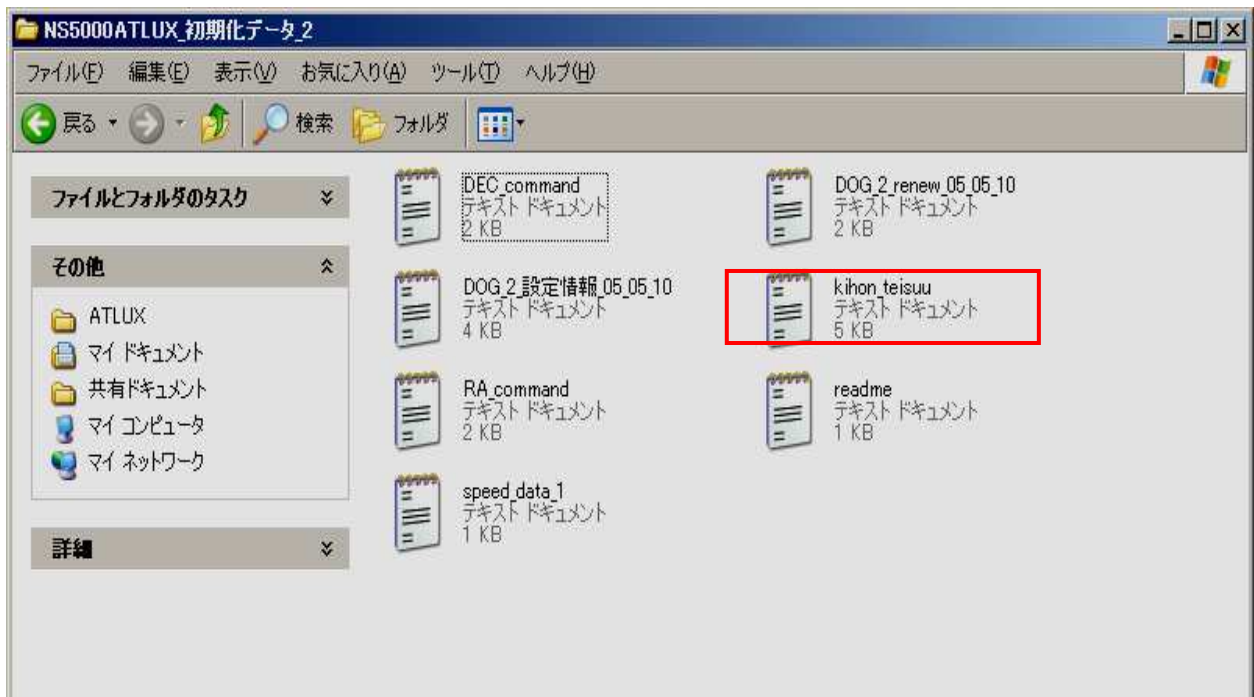 NS5000ATLUX_初期化データ_2
ファイル(F) 編集(E) 表示(V) お気に入り(A) ツール(T) ヘルプ(H)
戻る 検索 フォルダ
ファイルとフォルダのタスク
その他
ATLUX
マイ ドキュメント
共有ドキュメント
マイ コンピュータ
マイ ネットワーク
詳細
DEC_command
テキスト ドキュメント
2 KB
DOG_2_renew_05_05_10
テキスト ドキュメント
2 KB
DOG_2_設定情報_05_05_10
テキスト ドキュメント
4 KB
kihon_teisuu
テキスト ドキュメント
5 KB
RA_command
テキスト ドキュメント
2 KB
readme
テキスト ドキュメント
1 KB
speed_data_1
テキスト ドキュメント
1 KB